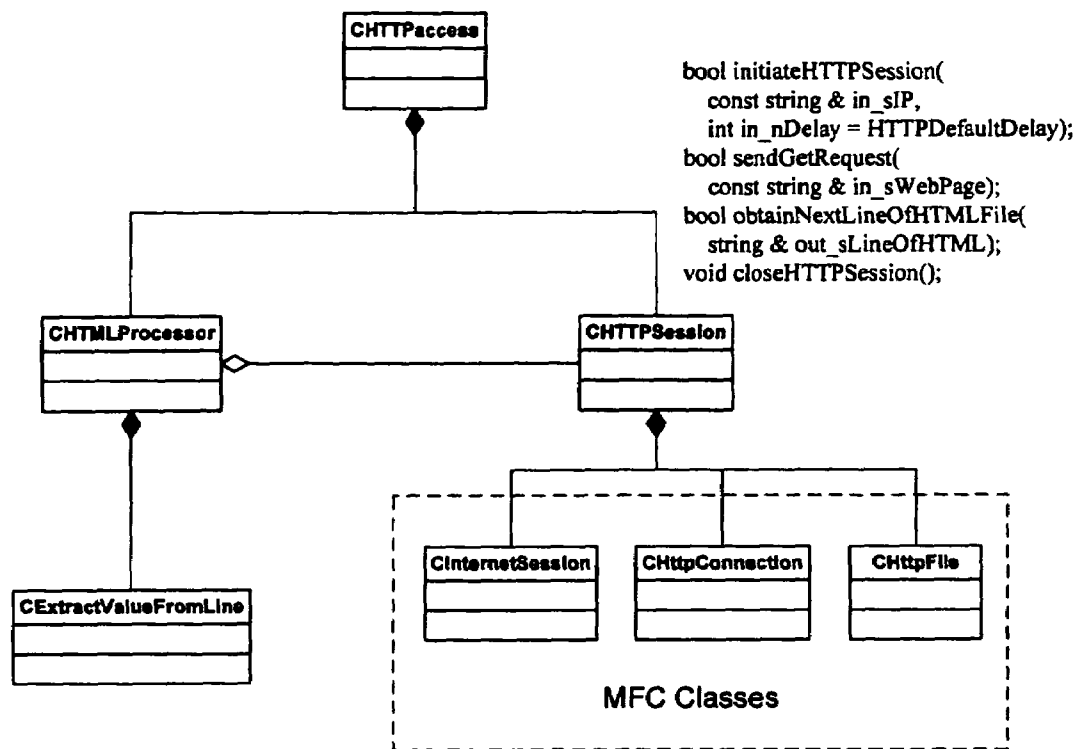 CHTTPaccess
bool initiateHTTPSession(
const string & in_sIP,
int in_nDelay = HTTPDefaultDelay);
bool sendGetRequest(
const string & in_sWebPage);
bool obtainNextLineOfHTMLFile(
string & out_sLineOfHTML);
void closeHTTPSession();
CHTMLProcessor
CHTTPSession
CInternetSession
CHttpConnection
CHttpFile
CExtractValueFromLine
MFC Classes